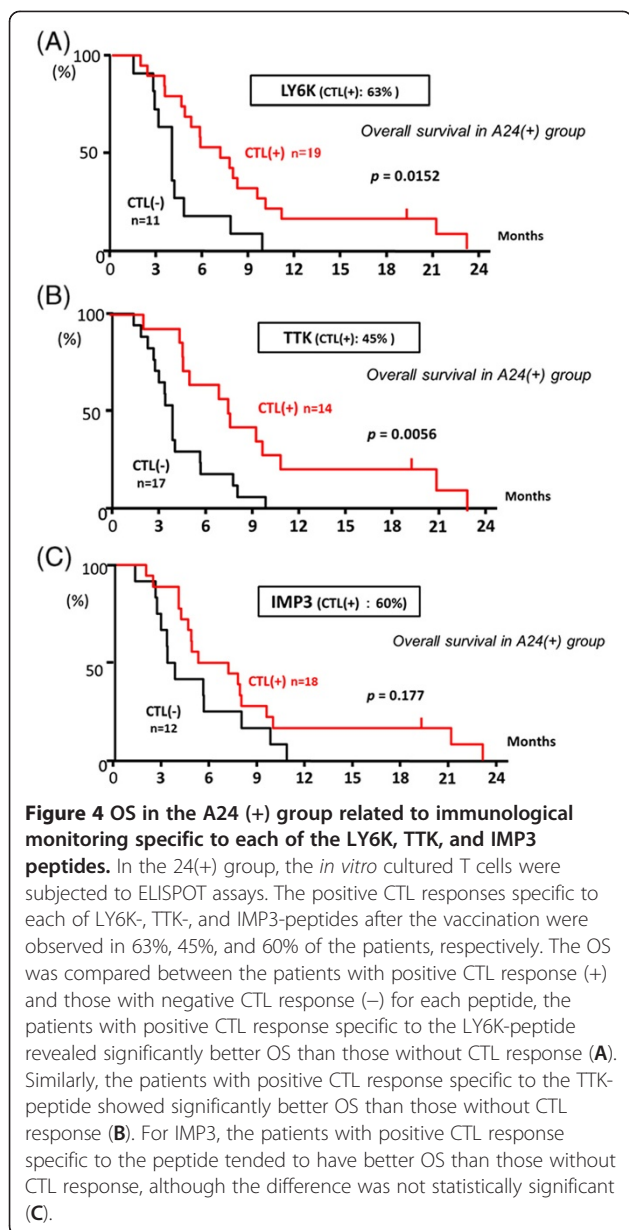 (A)
100
(%)
LY6K (CTL(+): 63%)
Overall survival in A24(+) group
CTL(+) n=19
50
p = 0.0152
CTL(-)
n=11
Months
0
0 3 6 9 12 15 18 21 24
(B)
100
(%)
TTK (CTL(+): 45%)
Overall survival in A24(+) group
50
CTL(+) n=14
p = 0.0056
CTL(-)
n=17
Months
0
0 3 6 9 12 15 18 21 24
(C)
100
(%)
IMP3 (CTL(+) : 60%)
Overall survival in A24(+) group
50
CTL(+) n=18
p = 0.177
CTL(-)
n=12
Months
0
0 3 6 9 12 15 18 21 24
Figure 4 OS in the A24 (+) group related to immunological
monitoring specific to each of the LY6K, TTK, and IMP3
peptides. In the 24(+) group, the in vitro cultured T cells were
subjected to ELISPOT assays. The positive CTL responses specific to
each of LY6K-, TTK-, and IMP3-peptides after the vaccination were
observed in 63%, 45%, and 60% of the patients, respectively. The OS
was compared between the patients with positive CTL response (+)
and those with negative CTL response (−) for each peptide, the
patients with positive CTL response specific to the LY6K-peptide
revealed significantly better OS than those without CTL response (A).
Similarly, the patients with positive CTL response specific to the TTK-
peptide showed significantly better OS than those without CTL
response (B). For IMP3, the patients with positive CTL response
specific to the peptide tended to have better OS than those without
CTL response, although the difference was not statistically significant
(C).